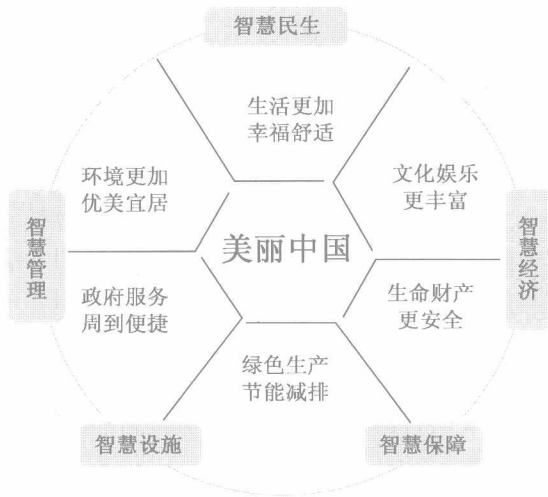 智慧民生
生活更加
幸福舒适
环境更加
优美宜居
文化娱乐
更丰富
智慧管理
美丽中国
智慧经济
政府服务
周到便捷
生命财产
更安全
绿色生产
节能减排
智慧设施
智慧保障